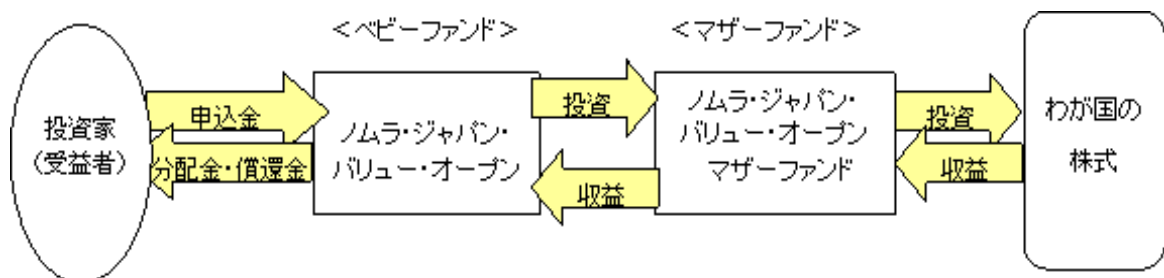 <ベビーファンド>
<マザーファンド>
投資家
(受益者)
申込金
分配金・償還金
ノムラ・ジャパン・
バリュー・オープン
投資
収益
ノムラ・ジャパン・
バリュー・オープン
マザーファンド
投資
収益
わが国の
株式